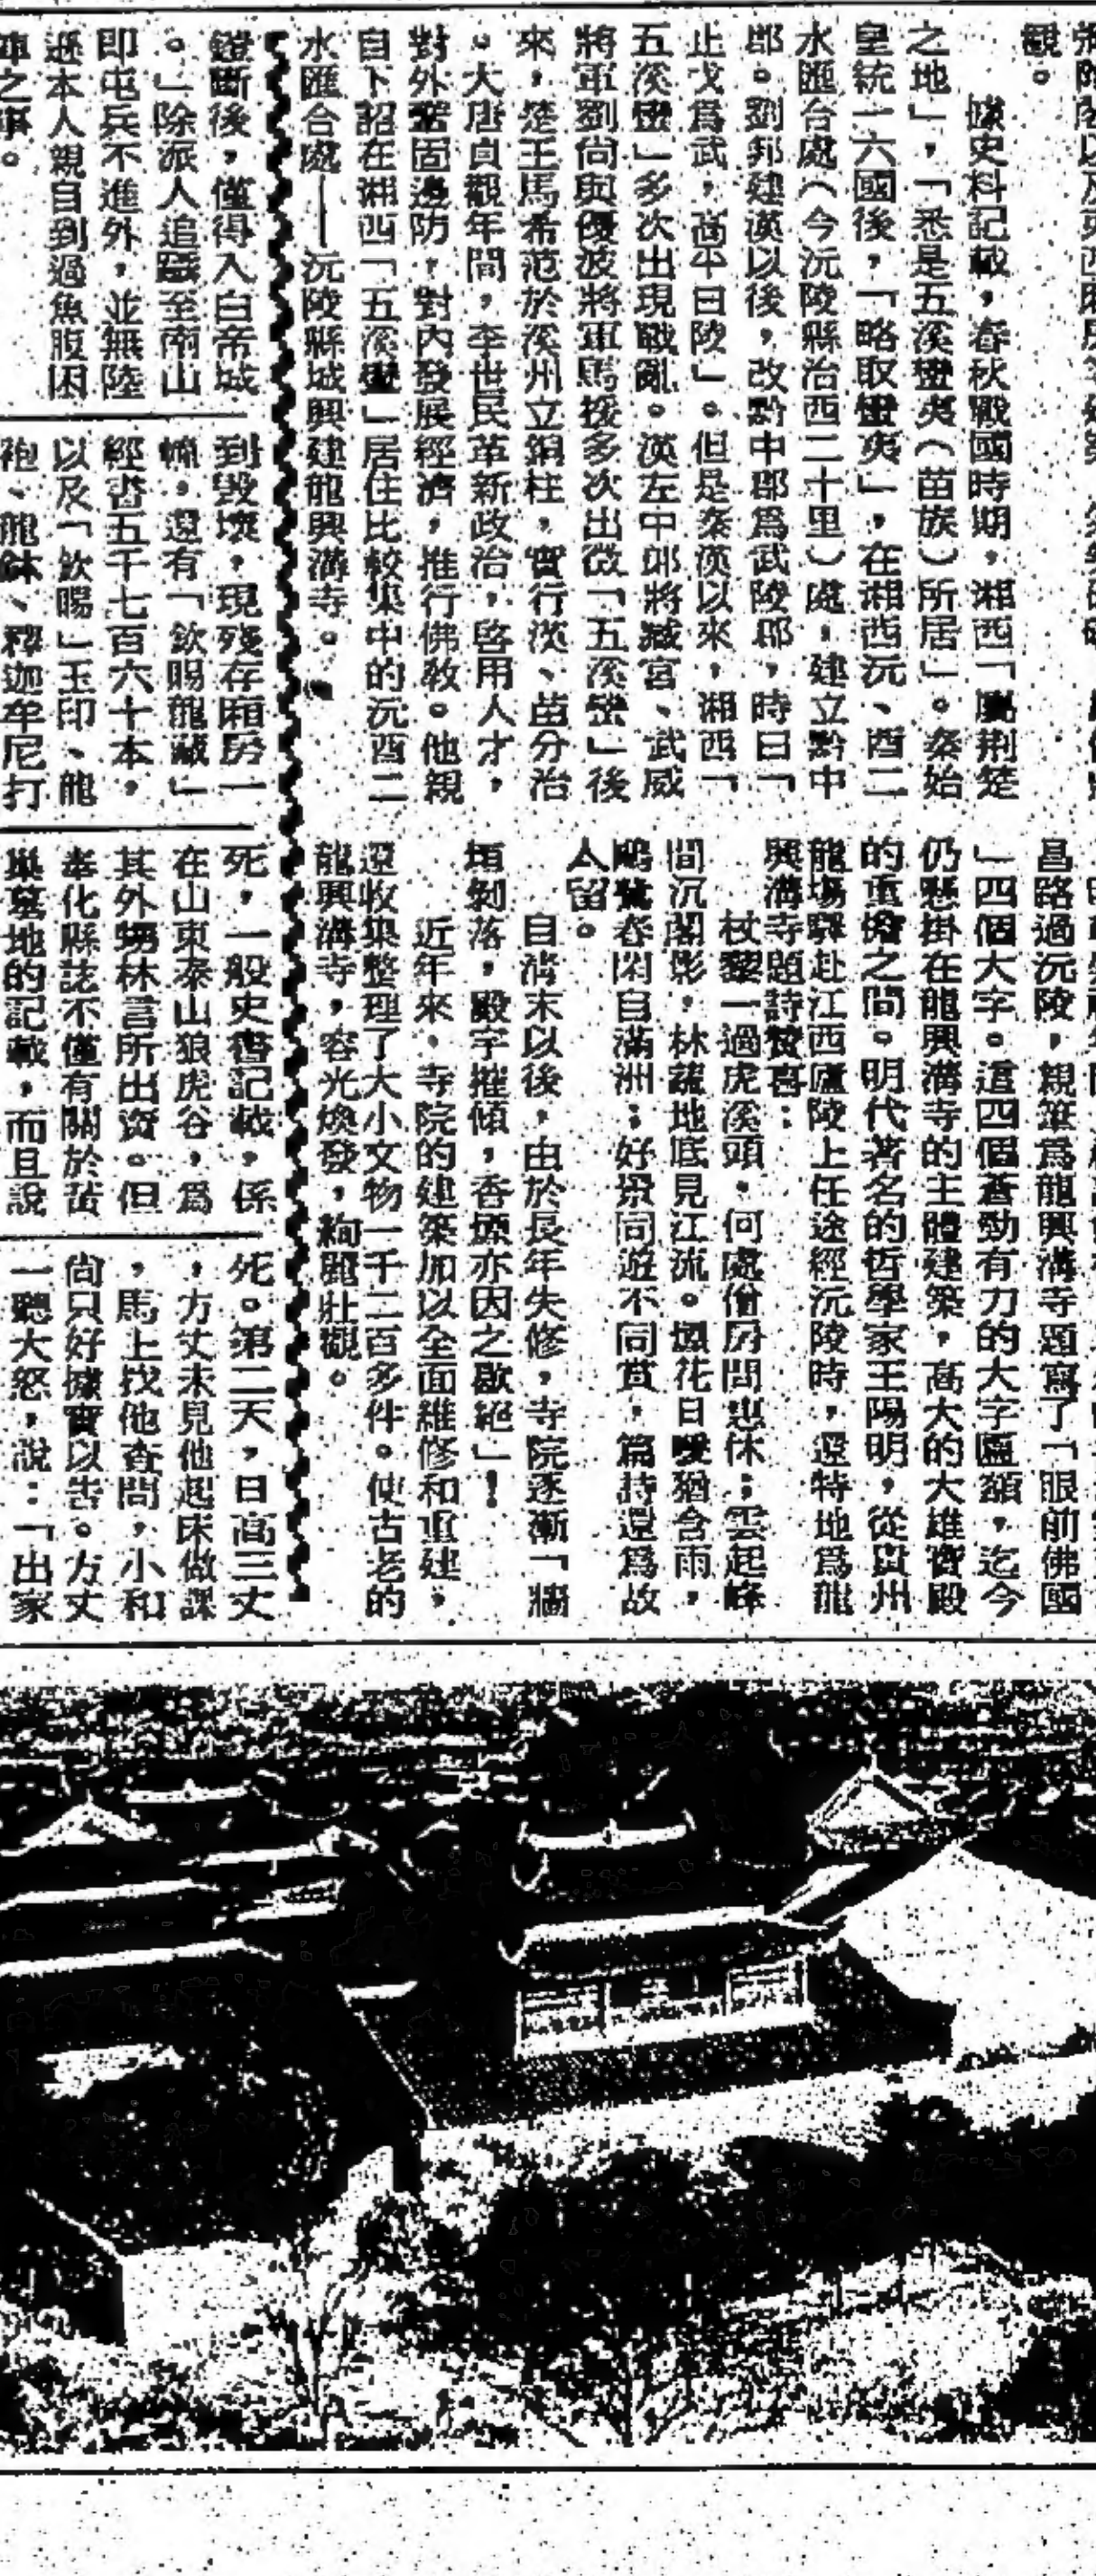 觀。
據史料記載，春秋戰國時期，湘西「屬荆楚
之地」，「悉是五溪蠻夷（苗族）所居」。秦始
皇統一六國後，「略取蠻夷」，在湘西沅、酉二
水匯合處（今沅陵縣治西二十里）處，建立黔中
郡。劉邦建漢以後，改黔中郡爲武陵郡，時曰「
止戈爲武，高平曰陵」。但是秦漢以來，湘西「
五溪蠻」多次出現戰亂。漢左中郎將臧宮、武威
將軍劉尙與優波將軍馬援多次出征「五溪蠻」後
來，楚王馬希范於溪州立銅柱，實行漢、苗分治
。大唐貞觀年間，李世民革新政治，啓用人才，
對外鞏固邊防，對內發展經濟，推行佛教。他親
自下詔在湘西「五溪蠻」居住比較集中的沅酉二
水匯合處——沅陵縣城興建龍興溝寺。
昌路過沅陵，親筆爲龍興溝寺題寫了「眼前佛國
」四個大字。這四個蒼勁有力的大字匾額，迄今
仍懸掛在龍興溝寺的主體建築，高大的大雄寶殿
的重檐之間。明代著名的哲學家王陽明，從貴州
龍場驛赴江西廬陵上任途經沅陵時，還特地爲龍
興溝寺題詩贊喜：
杖藜一過虎溪頭，何處僧房問惠休；雲起峰
間沉閣影，林蔬地底見江流。煙花日暖猶含雨，
鷗鷺春閑自滿洲；好景同遊不同賞，篇詩還爲故
人留。
自清末以後，由於長年失修，寺院逐漸「牆
垣剝落，殿宇摧傾，香煙亦因之歇絕」！
近年來，寺院的建築加以全面維修和重建，
還收集整理了大小文物一千二百多件。使古老的
龍興溝寺，容光煥發，絢麗壯觀。
鐙斷後，僅得入白帝城
。」除派人追躡至南山
即屯兵不進外，並無陸
遜本人親自到過魚腹困
陣之事。
到毀壞，現殘存廂房一
幢，還有「欽賜龍藏」
經書五千七百六十本，
以及「欽賜」玉印、龍
袍、龍鉢、釋迦牟尼打
死，一般史書記載，係
在山東泰山狼虎谷，爲
其外甥林言所出賣。但
奉化縣誌不僅有關於黃
巢墓地的記載，而且說
死。第二天，日高三丈
，方丈未見他起床做課
，馬上找他查問，小和
尙只好據實以告。方丈
一聽大怒，說：「出家